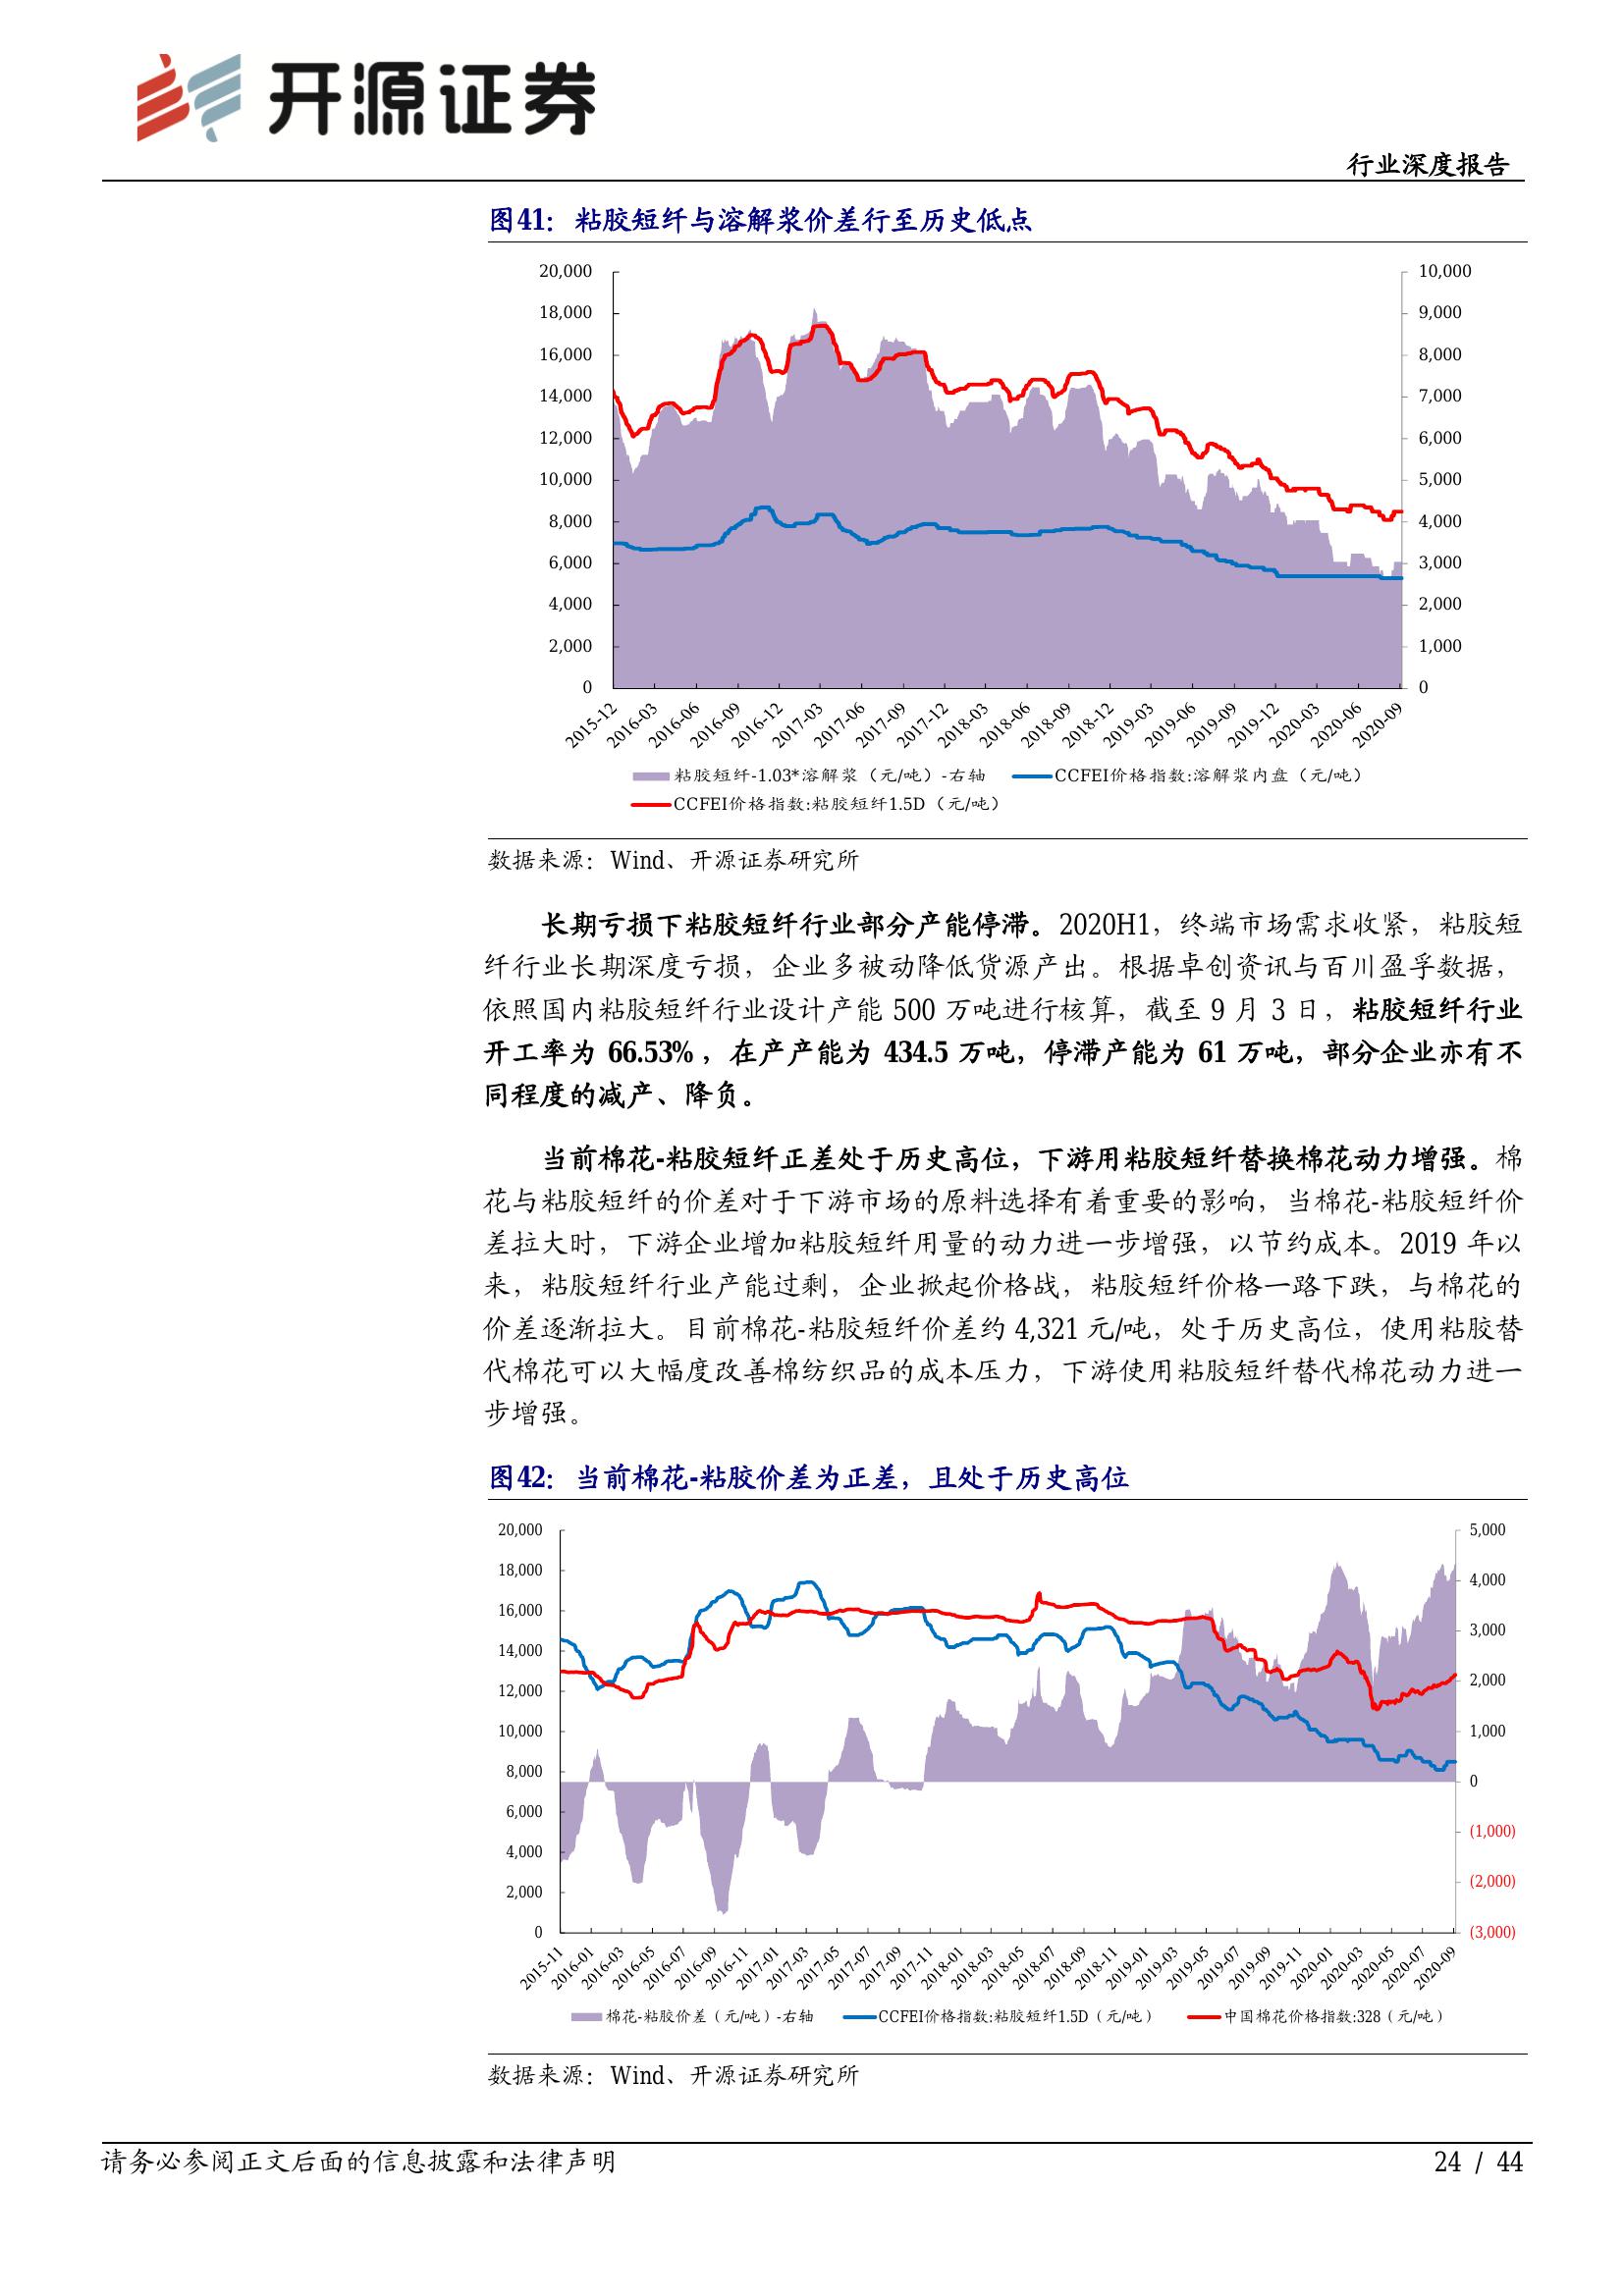 开源证券
行业深度报告
图41：粘胶短纤与溶解浆价差行至历史低点
20,000
18,000
16,000
14,000
12,000
10,000
8,000
6,000
4,000
2,000
0
10,000
9,000
8,000
7,000
6,000
5,000
4,000
3,000
2,000
1,000
0
2015-12 2016-03 2016-06 2016-09 2016-12 2017-03 2017-06 2017-09 2017-12 2018-03 2018-06 2018-09 2018-12 2019-03 2019-06 2019-09 2019-12 2020-03 2020-06 2020-09
粘胶短纤-1.03*溶解浆（元/吨）-右轴 CCFEI价格指数:溶解浆内盘（元/吨）
CCFEI价格指数:粘胶短纤1.5D（元/吨）
数据来源：Wind、开源证券研究所
长期亏损下粘胶短纤行业部分产能停滞。2020H1，终端市场需求收紧，粘胶短
纤行业长期深度亏损，企业多被动降低货源产出。根据卓创资讯与百川盈孚数据，
依照国内粘胶短纤行业设计产能 500 万吨进行核算，截至 9 月 3 日，粘胶短纤行业
开工率为 66.53%，在产产能为 434.5 万吨，停滞产能为 61 万吨，部分企业亦有不
同程度的减产、降负。
当前棉花-粘胶短纤正差处于历史高位，下游用粘胶短纤替换棉花动力增强。棉
花与粘胶短纤的价差对于下游市场的原料选择有着重要的影响，当棉花-粘胶短纤价
差拉大时，下游企业增加粘胶短纤用量的动力进一步增强，以节约成本。2019 年以
来，粘胶短纤行业产能过剩，企业掀起价格战，粘胶短纤价格一路下跌，与棉花的
价差逐渐拉大。目前棉花-粘胶短纤价差约 4,321 元/吨，处于历史高位，使用粘胶替
代棉花可以大幅度改善棉纺织品的成本压力，下游使用粘胶短纤替代棉花动力进一
步增强。
图42：当前棉花-粘胶价差为正差，且处于历史高位
20,000
18,000
16,000
14,000
12,000
10,000
8,000
6,000
4,000
2,000
0
5,000
4,000
3,000
2,000
1,000
0
(1,000)
(2,000)
(3,000)
2015-11 2016-01 2016-03 2016-05 2016-07 2016-09 2016-11 2017-01 2017-03 2017-05 2017-07 2017-09 2017-11 2018-01 2018-03 2018-05 2018-07 2018-09 2018-11 2019-01 2019-03 2019-05 2019-07 2019-09 2019-11 2020-01 2020-03 2020-05 2020-07 2020-09
棉花-粘胶价差（元/吨）-右轴 CCFEI价格指数:粘胶短纤1.5D（元/吨） 中国棉花价格指数:328（元/吨）
数据来源：Wind、开源证券研究所
请务必参阅正文后面的信息披露和法律声明
24 / 44